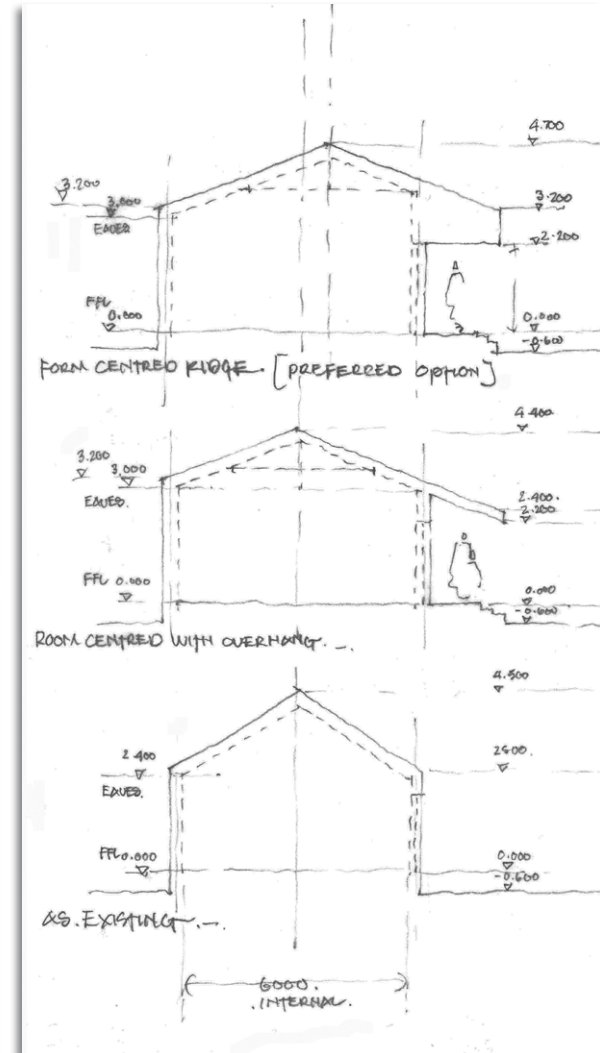 4.700
3.200
3.000
3.200
EAVES
2.200
FFL
0.000
0.000
-0.600
FORM CENTRED RIDGE. [PREFERRED OPTION]
4.400
3.200
3.000
2.400.
EAVES.
2.200
FFL 0.000
0.000
-0.600
ROOM CENTRED WITH OVERHANG. _.
4.500
2.400
2500.
EAVES.
FFL 0.000
0.000
-0.600
AS. EXISTING _._
6000.
.INTERNAL.